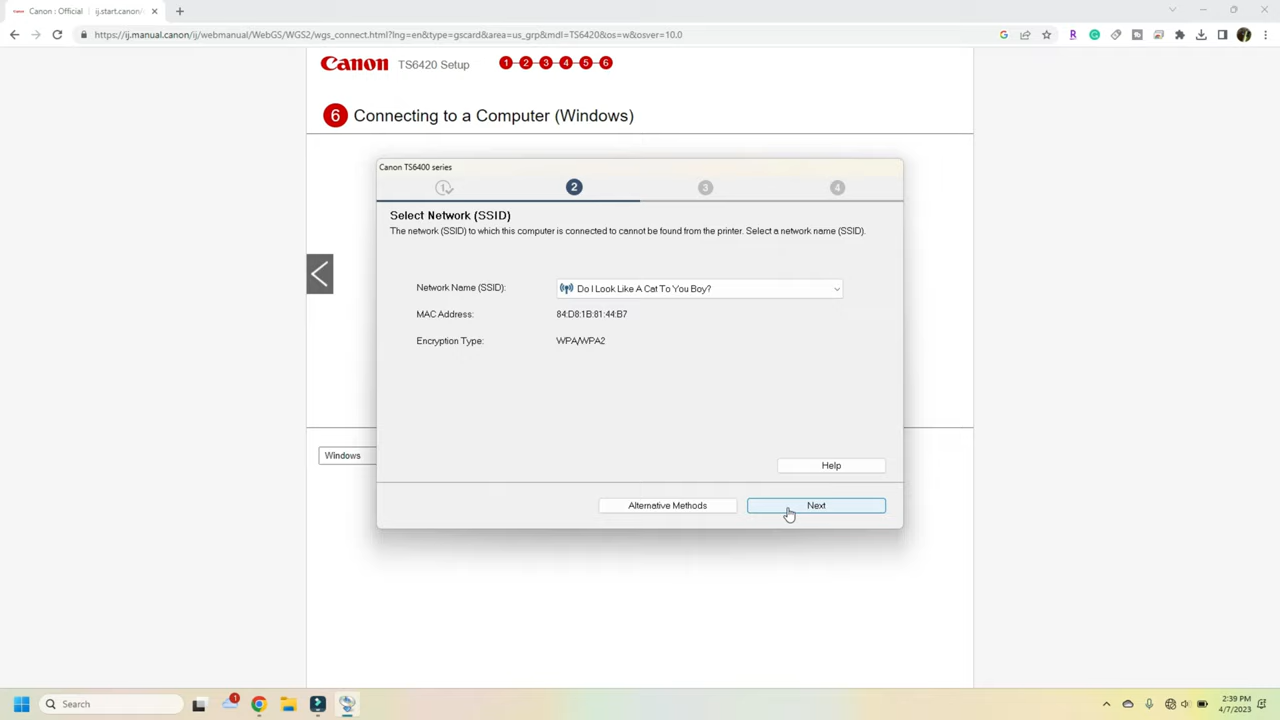 Canon : Official
ij.start.canon/
https://ij.manual.canon/ij/webmanual/WebGS/WGS2/wgs_connect.html?lng=en&type=gscard&area=us_grp&mdl=TS6420&os=w&osver=10.0
Canon TS6420 Setup 1 2 3 4 5 6
6 Connecting to a Computer (Windows)
Canon TS6400 series
1 2 3 4
Select Network (SSID)
The network (SSID) to which this computer is connected to cannot be found from the printer. Select a network name (SSID).
Network Name (SSID): Do I Look Like A Cat To You Boy?
MAC Address: 84:D8:1B:81:44:B7
Encryption Type: WPA/WPA2
Windows
Help
Alternative Methods Next
Search
1
2:39 PM
4/7/2023